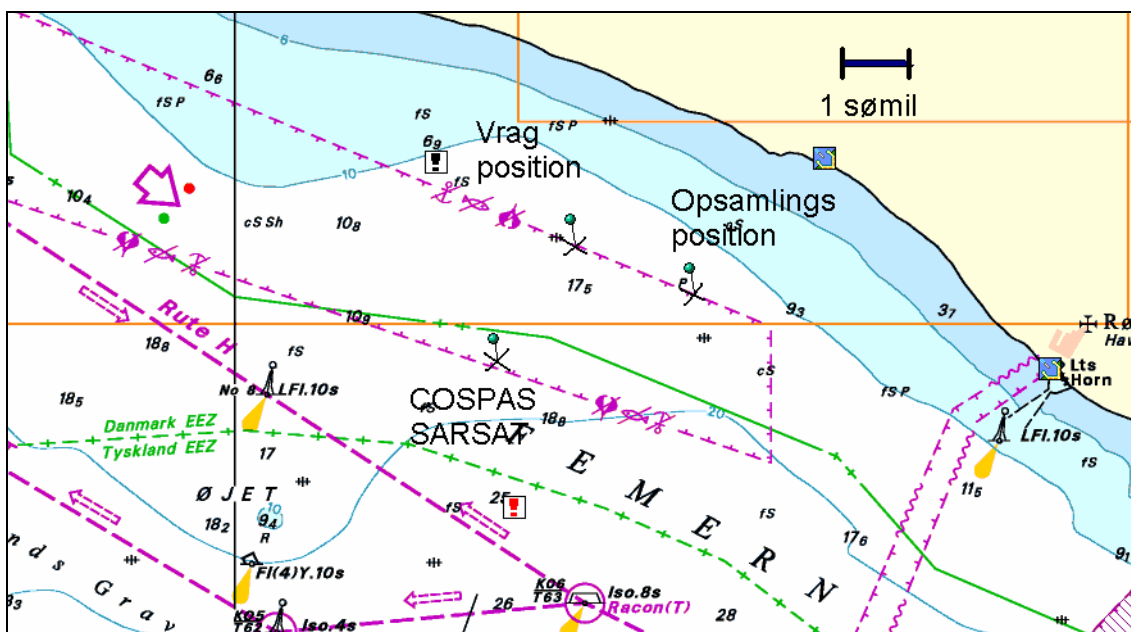 6
6₆
fS P
fS
fS P
1 sømil
6₉
Vrag
position
fS
10
10₄
cS Sh
10₈
Opsamlings
position
17₅
P
9₃
3₁
Rute H
10₉
18₈
fS
No 8
LFl.10s
cS
fS P
Lts
Horn
LFl.10s
fS
18₅
COSPAS
SARSAT
18₈
20
Danmark EEZ
Tyskland EEZ
17
11₅
E M E R N
ØJET
25
fS
fS
17₆
18₂
10
9₄
R
9₁
Fl(4)Y.10s
K06
T63
Iso.8s
Racon(T)
26
28
K05
T62
Iso.4s